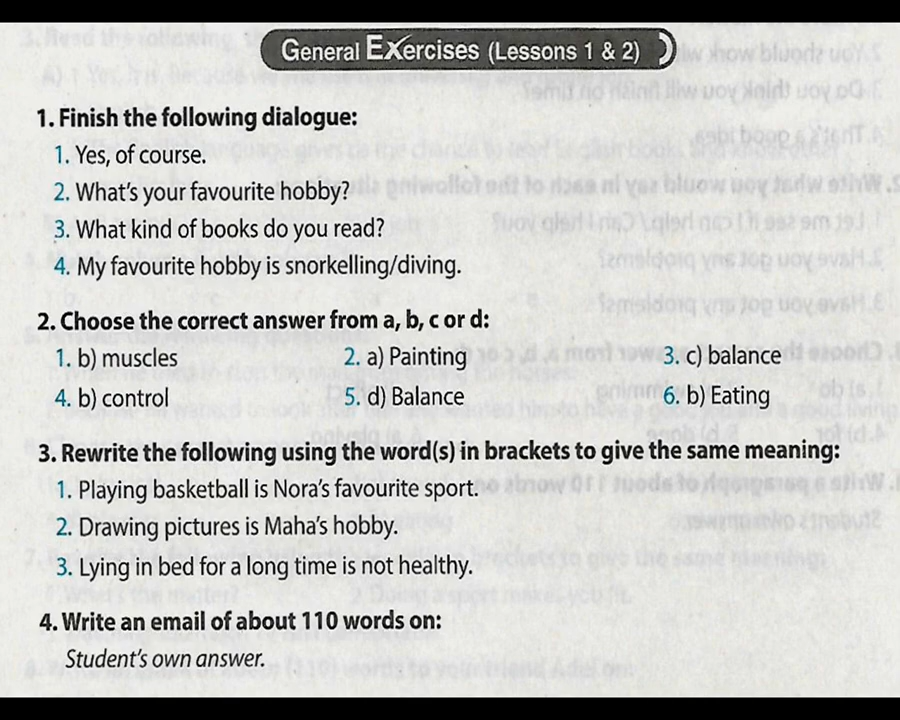 General Exercises (Lessons 1 & 2)
1. Finish the following dialogue:
1. Yes, of course.
2. What's your favourite hobby?
3. What kind of books do you read?
4. My favourite hobby is snorkelling/diving.
2. Choose the correct answer from a, b, c or d:
1. b) muscles 2. a) Painting 3. c) balance
4. b) control 5. d) Balance 6. b) Eating
3. Rewrite the following using the word(s) in brackets to give the same meaning:
1. Playing basketball is Nora's favourite sport.
2. Drawing pictures is Maha's hobby.
3. Lying in bed for a long time is not healthy.
4. Write an email of about 110 words on:
Student's own answer.